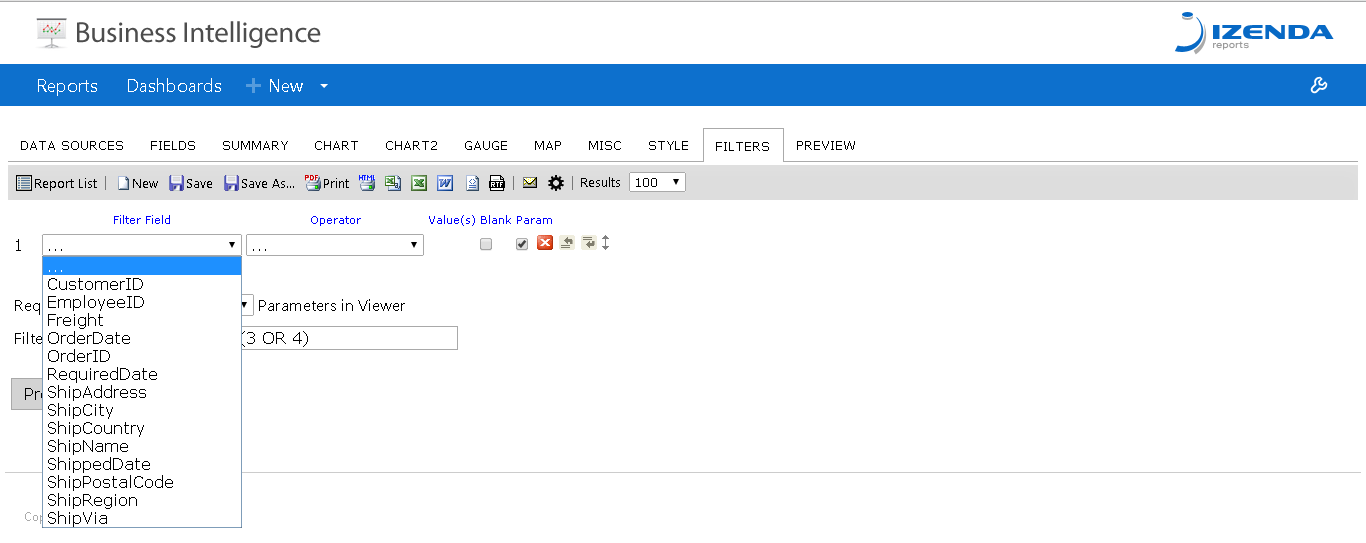 Business Intelligence
IZENDA
reports
Reports Dashboards New
DATA SOURCES FIELDS SUMMARY CHART CHART2 GAUGE MAP MISC STYLE FILTERS PREVIEW
Report List New Save Save As... PDF Print HTML RTF Results 100
Filter Field Operator Value(s) Blank Param
1 ... ...
...
CustomerID
EmployeeID
Req Parameters in Viewer
Freight
Filte (3 OR 4)
OrderDate
OrderID
RequiredDate
Pr
ShipAddress
ShipCity
ShipCountry
ShipName
ShippedDate
ShipPostalCode
ShipRegion
Cop
ShipVia